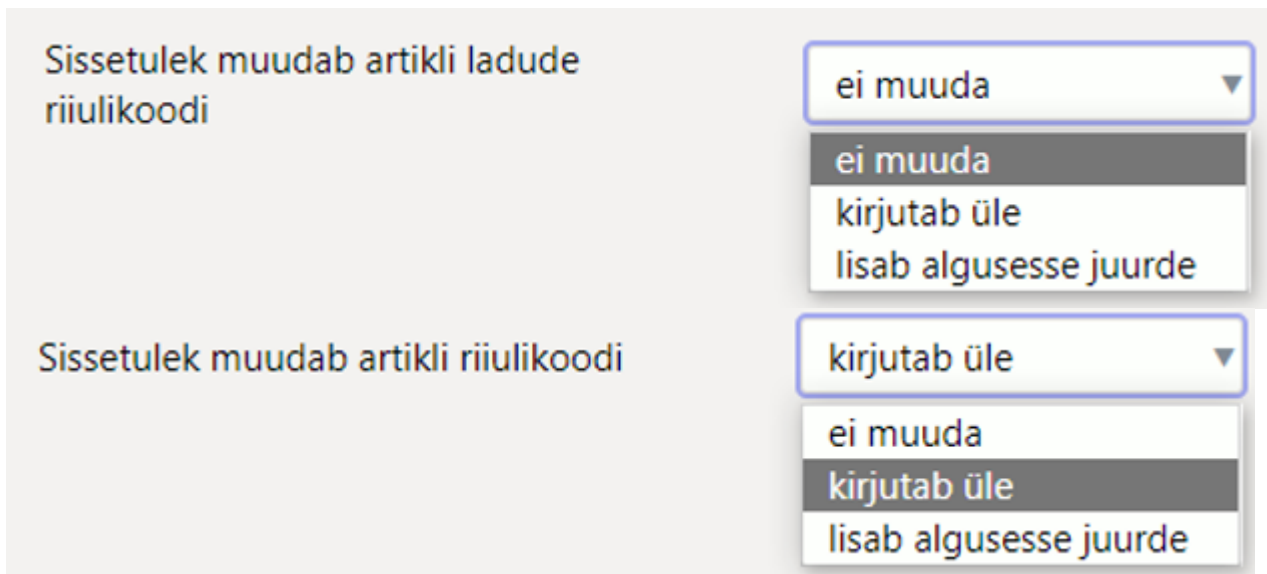 Sissetulek muudab artikli ladude
riiulikoodi
ei muuda
ei muuda
kirjutab üle
lisab algusesse juurde
Sissetulek muudab artikli riiulikoodi
kirjutab üle
ei muuda
kirjutab üle
lisab algusesse juurde